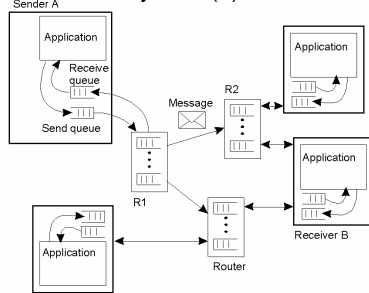 Sender A
Application
Receive
queue
Send queue
R1
Message
R2
Application
Application
Receiver B
Router
Application